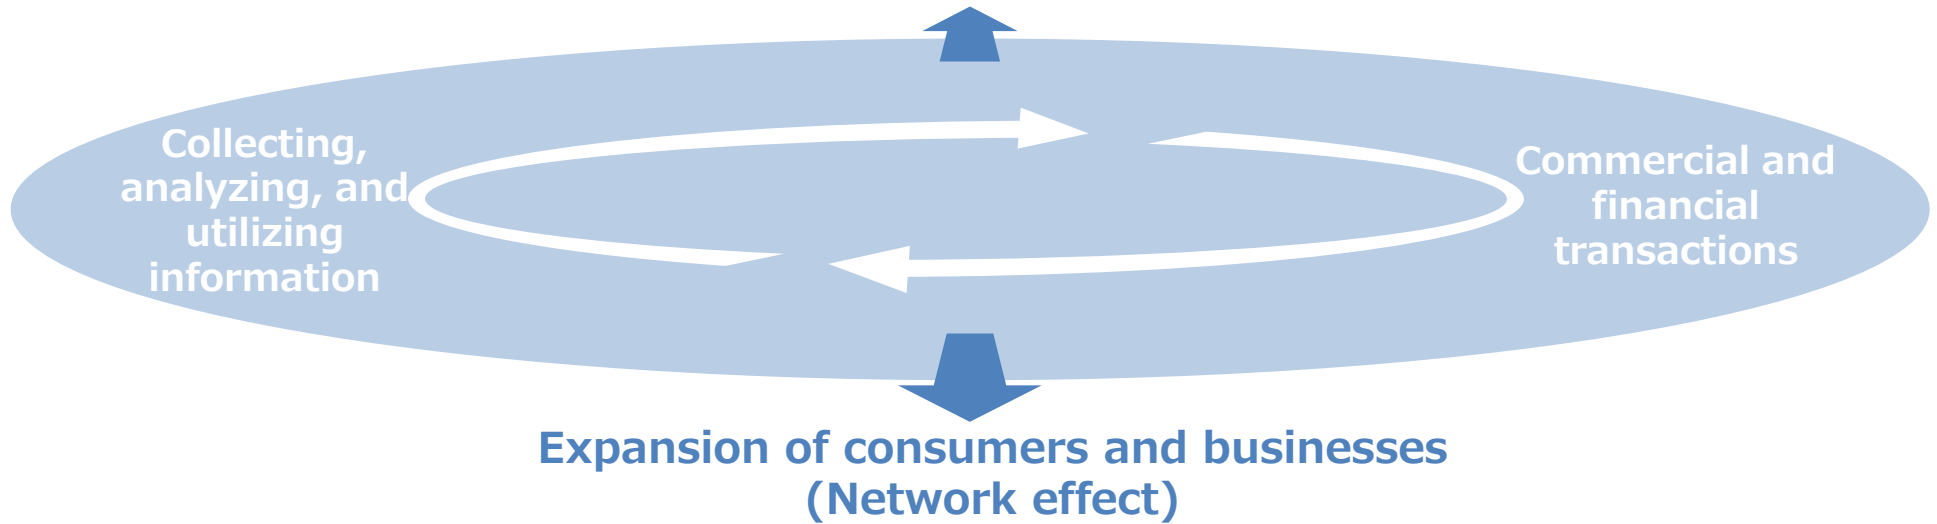 Collecting,
analyzing, and
utilizing
information
Commercial and
financial
transactions
Expansion of consumers and businesses
(Network effect)